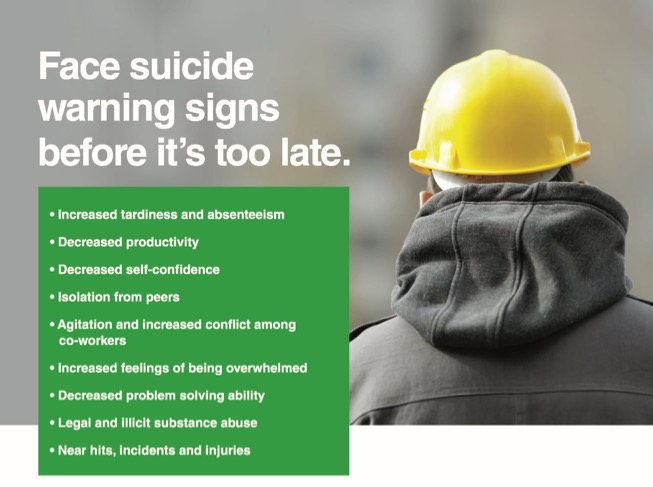 Face suicide
warning signs
before it's too late.
• Increased tardiness and absenteeism
• Decreased productivity
• Decreased self-confidence
• Isolation from peers
• Agitation and increased conflict among
co-workers
• Increased feelings of being overwhelmed
• Decreased problem solving ability
• Legal and illicit substance abuse
• Near hits, incidents and injuries